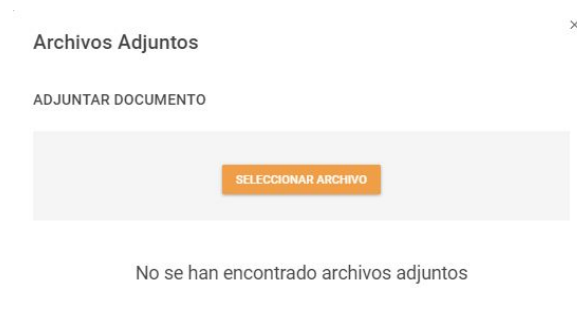 Archivos Adjuntos
ADJUNTAR DOCUMENTO
SELECCIONAR ARCHIVO
No se han encontrado archivos adjuntos